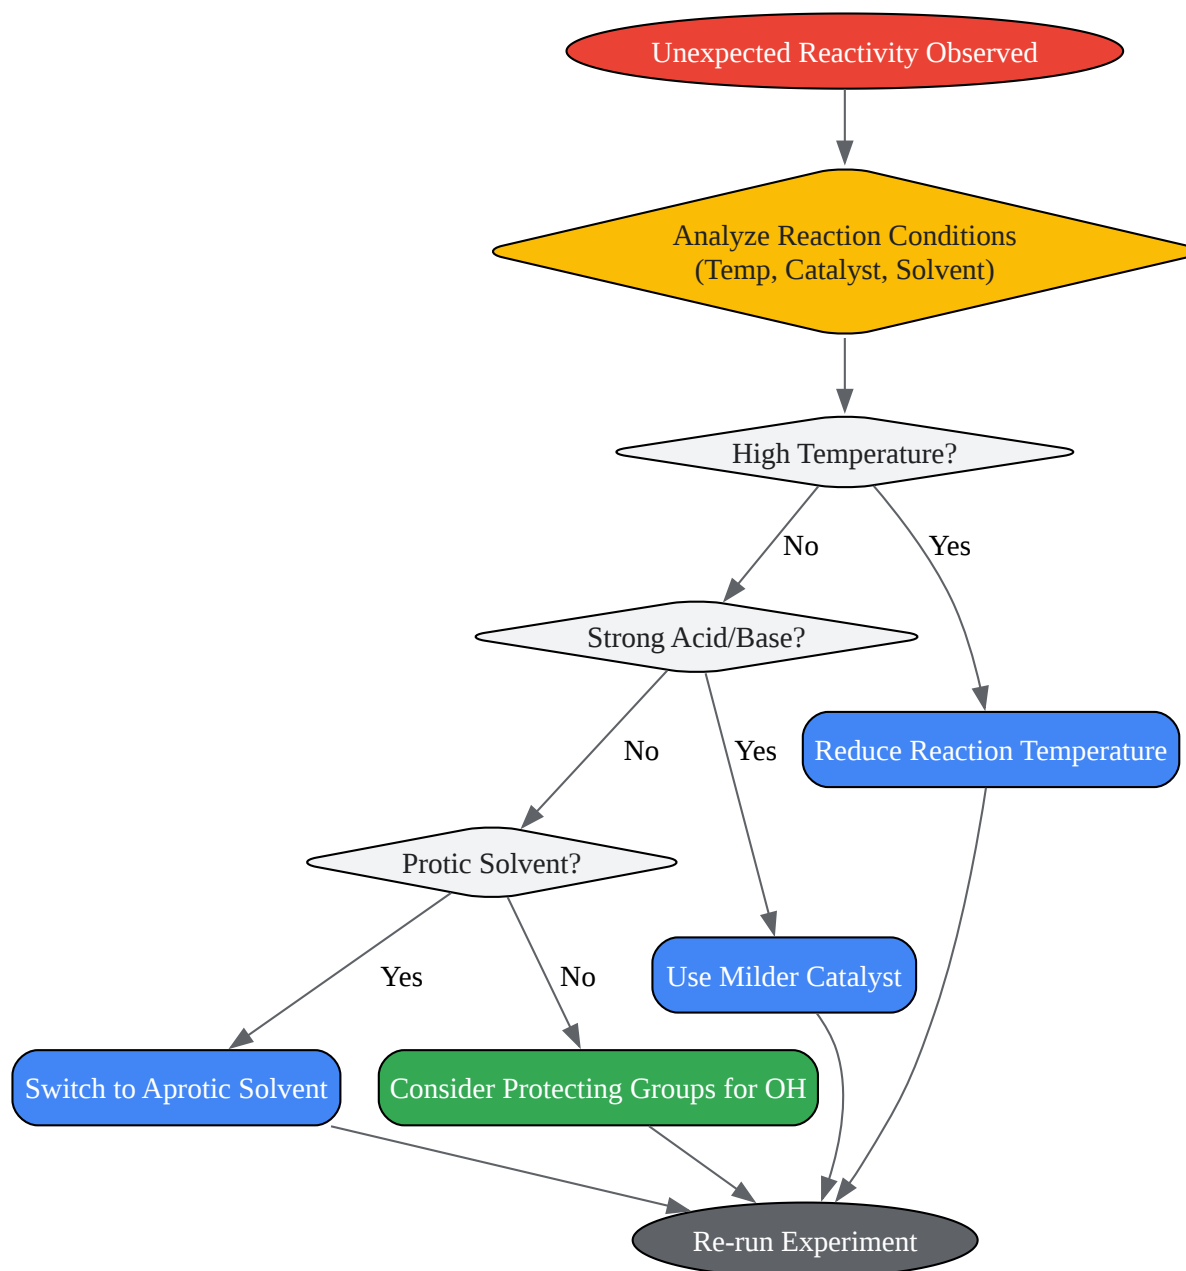 Unexpected Reactivity Observed
Analyze Reaction Conditions
(Temp, Catalyst, Solvent)
High Temperature?
No
Yes
Strong Acid/Base?
No
Yes
Reduce Reaction Temperature
Protic Solvent?
Yes
No
Use Milder Catalyst
Switch to Aprotic Solvent
Consider Protecting Groups for OH
Re-run Experiment